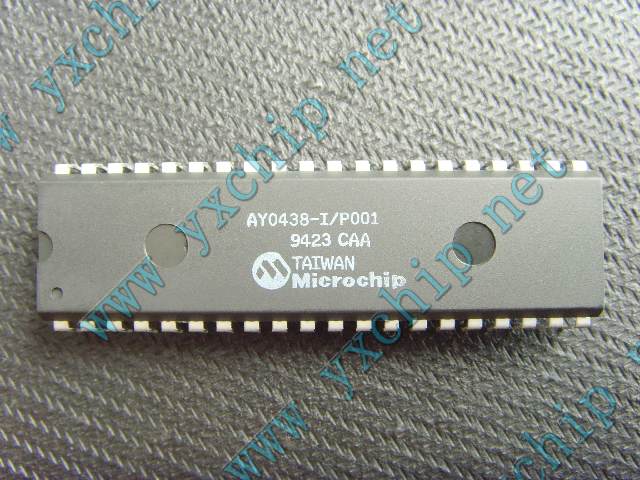 AY0438-I/P001
9423 CAA
TAIWAN
Microchip
www yxchip net
www yxchip net
www yxchip net